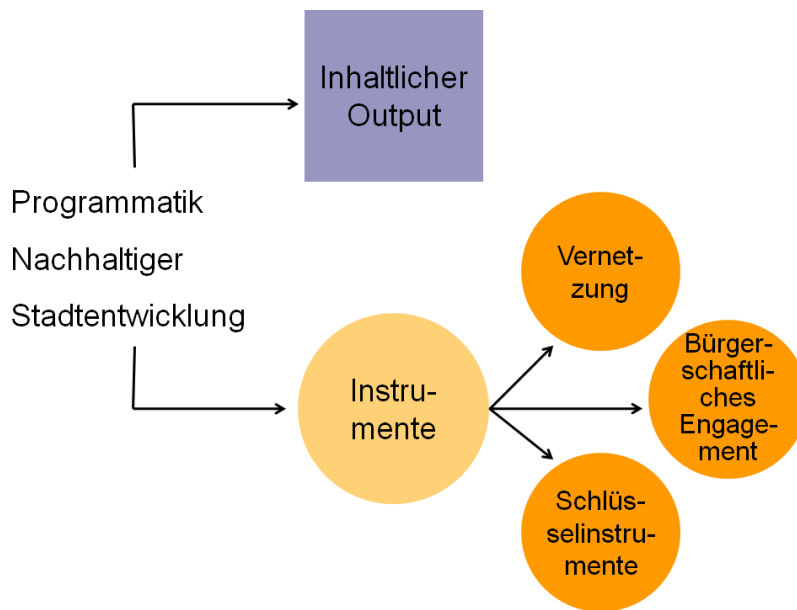 Inhaltlicher
Output
Programmatik
Nachhaltiger
Stadtentwicklung
Instru-
mente
Vernet-
zung
Bürger-
schaftli-
ches
Engage-
ment
Schlüs-
selinstru-
mente